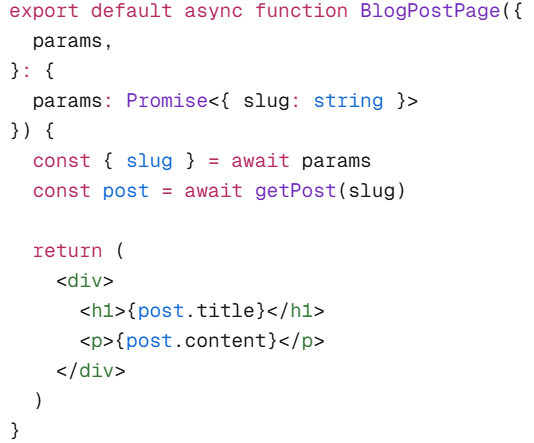 export default async function BlogPostPage({
  params,
}: {
  params: Promise<{ slug: string }>
}) {
  const { slug } = await params
  const post = await getPost(slug)

  return (
    <div>
      <h1>{post.title}</h1>
      <p>{post.content}</p>
    </div>
  )
}